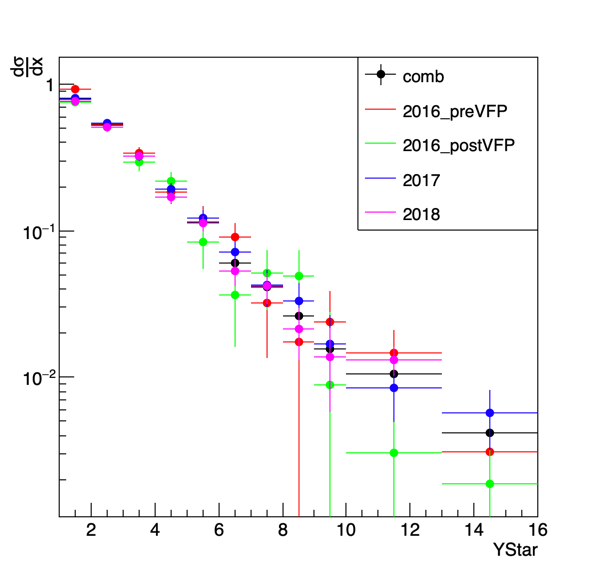 dσ
dx
1
10⁻¹
10⁻²
comb
2016_preVFP
2016_postVFP
2017
2018
2 4 6 8 10 12 14 16
YStar